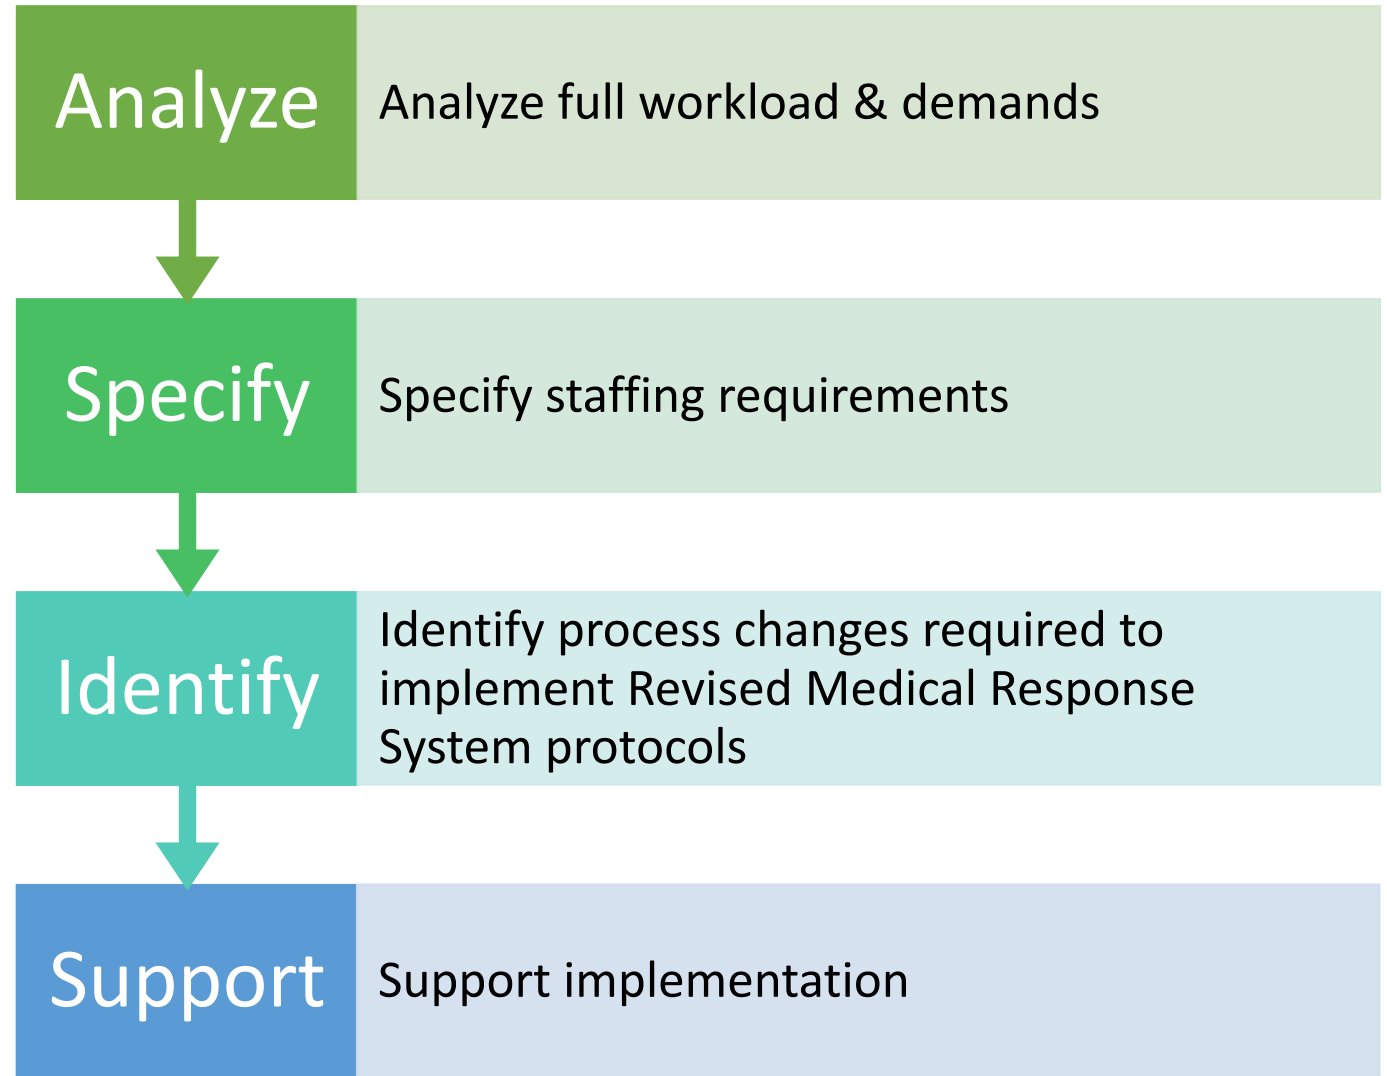 Analyze
Analyze full workload & demands
Specify
Specify staffing requirements
Identify
Identify process changes required to
implement Revised Medical Response
System protocols
Support
Support implementation